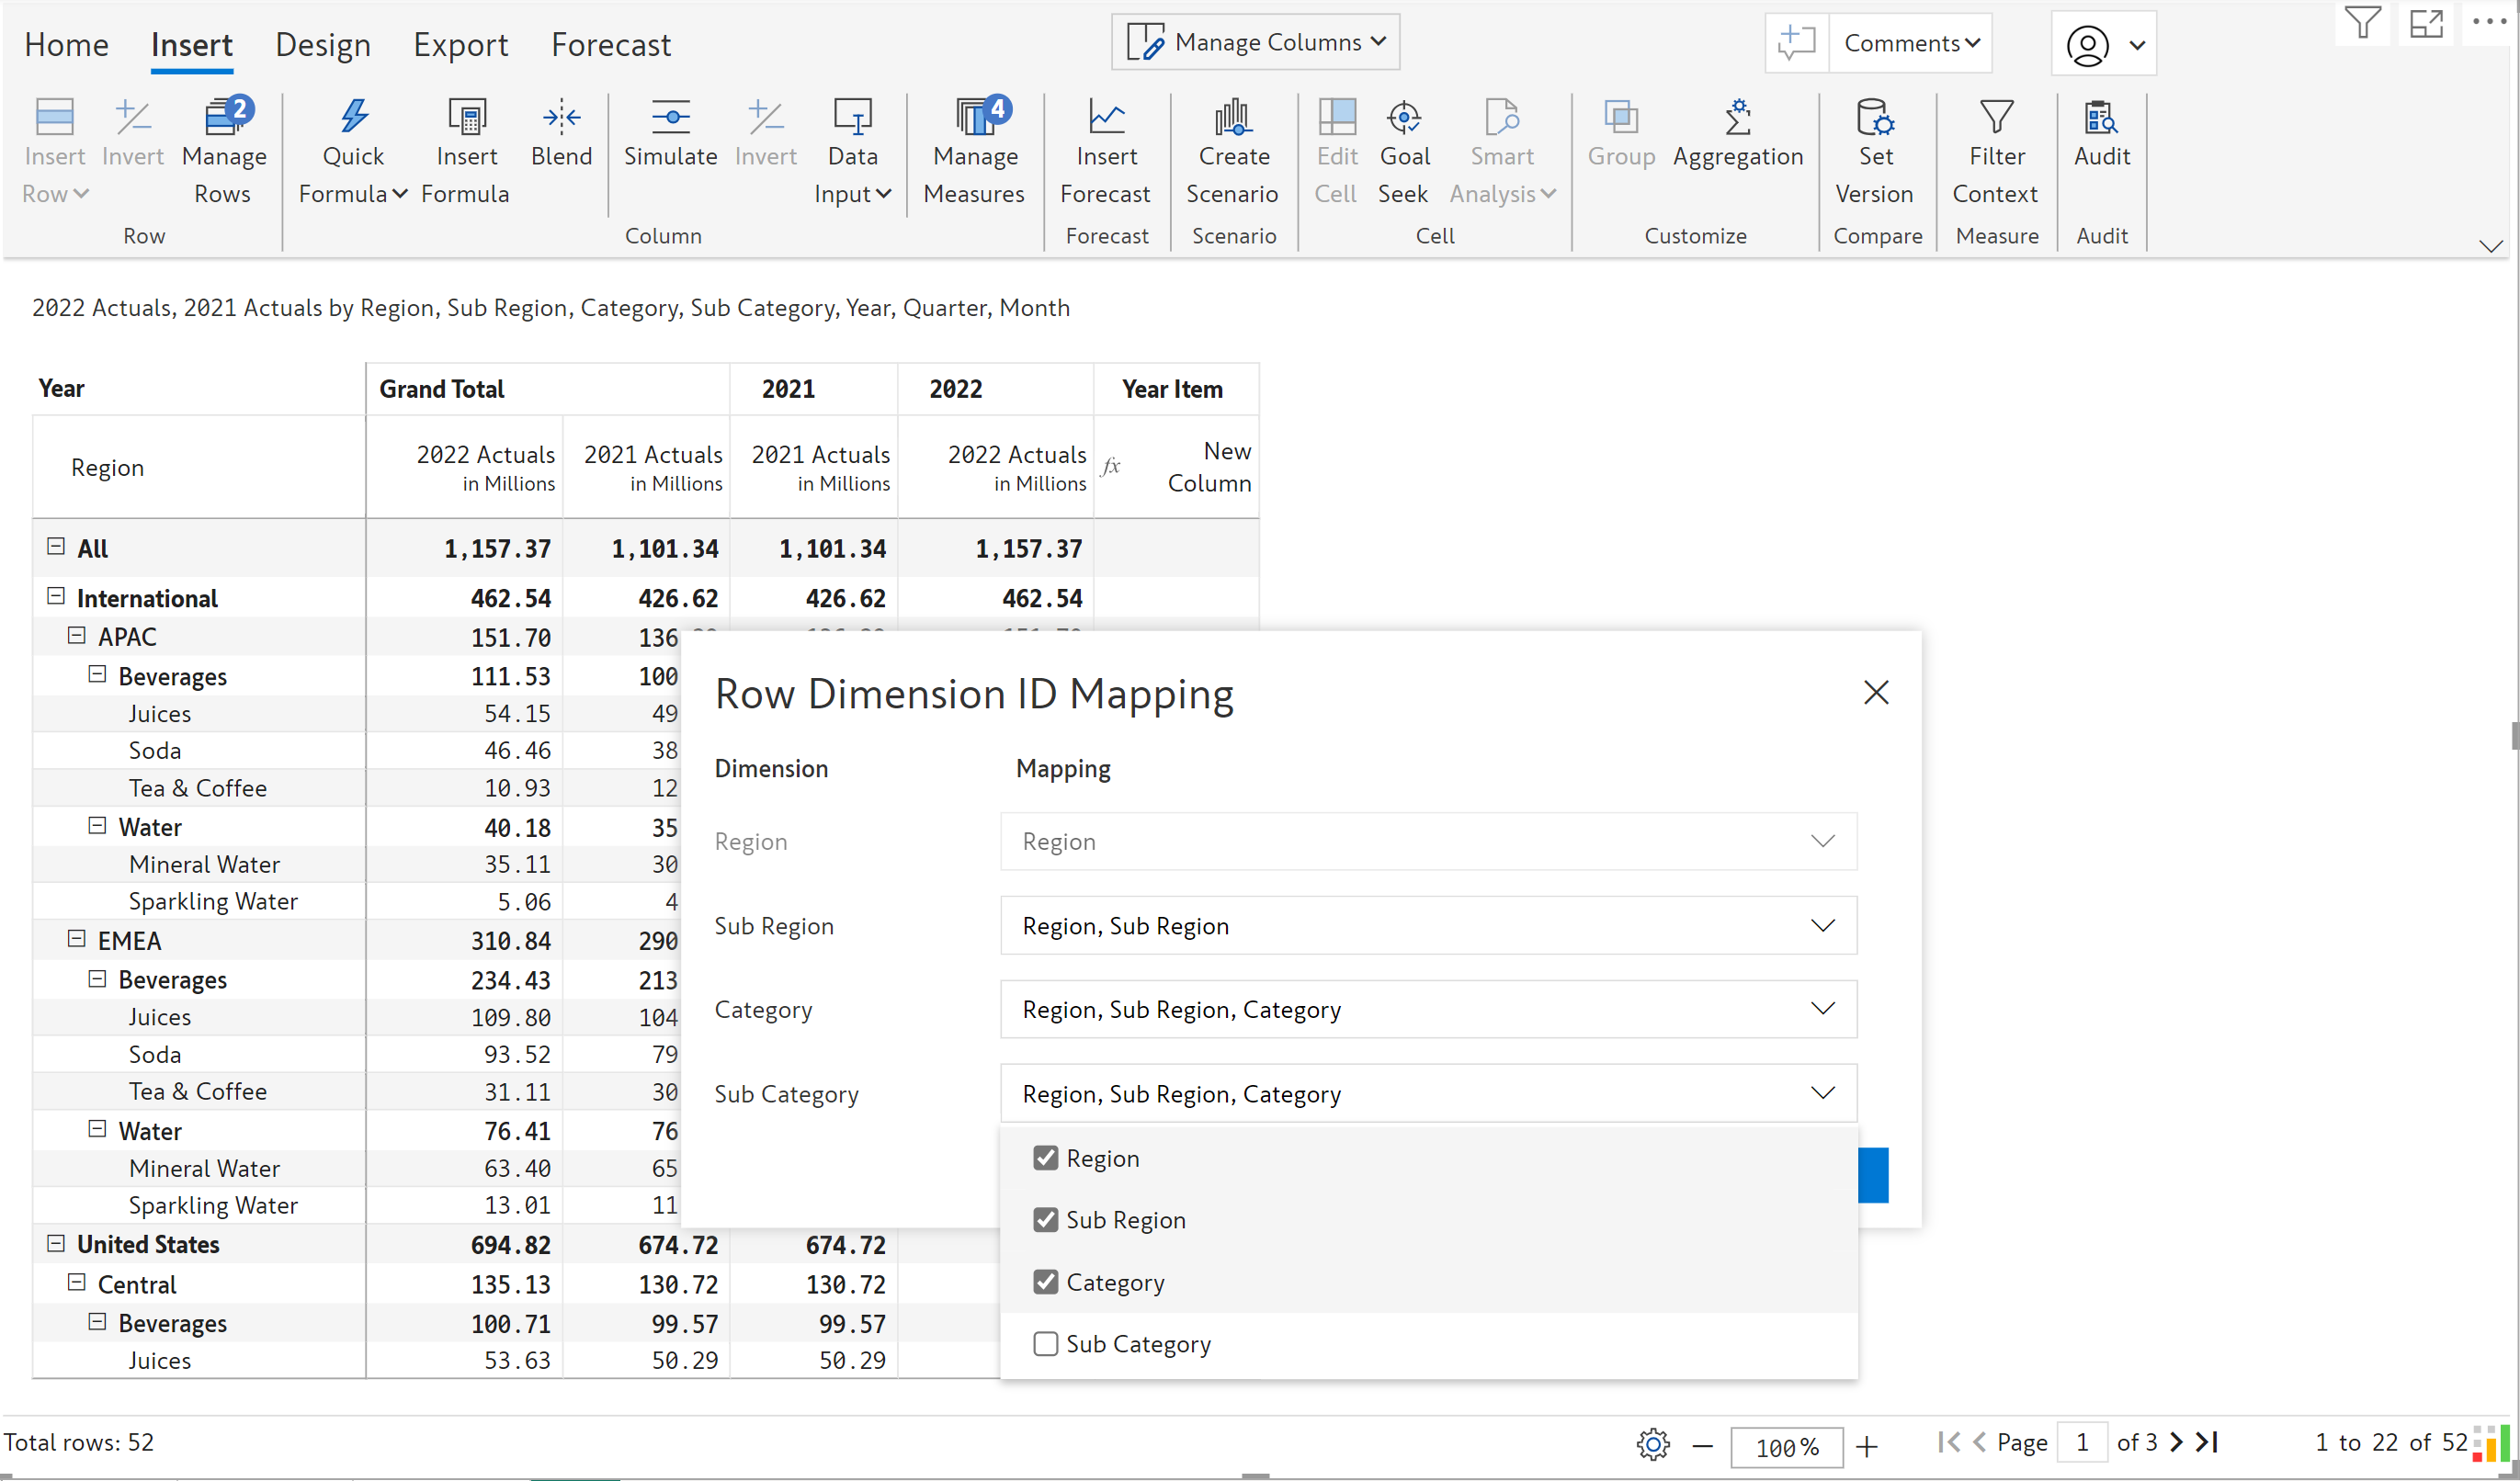 Home Insert Design Export Forecast Manage Columns Comments
2 4
Insert Invert Manage Quick Insert Blend Simulate Invert Data Manage Insert Create Edit Goal Smart Group Aggregation Set Filter Audit
Row Rows Formula Formula Input Measures Forecast Scenario Cell Seek Analysis Version Context
Row Column Forecast Scenario Cell Customize Compare Measure Audit
2022 Actuals, 2021 Actuals by Region, Sub Region, Category, Sub Category, Year, Quarter, Month
Year Grand Total 2021 2022 Year Item
Region 2022 Actuals 2021 Actuals 2021 Actuals 2022 Actuals fx New
in Millions in Millions in Millions in Millions Column
All 1,157.37 1,101.34 1,101.34 1,157.37
International 462.54 426.62 426.62 462.54
APAC 151.70 136
Beverages 111.53 100
Juices 54.15 49
Soda 46.46 38
Tea & Coffee 10.93 12
Water 40.18 35
Mineral Water 35.11 30
Sparkling Water 5.06 4
EMEA 310.84 290
Beverages 234.43 213
Juices 109.80 104
Soda 93.52 79
Tea & Coffee 31.11 30
Water 76.41 76
Mineral Water 63.40 65
Sparkling Water 13.01 11
United States 694.82 674.72 674.72
Central 135.13 130.72 130.72
Beverages 100.71 99.57 99.57
Juices 53.63 50.29 50.29
Row Dimension ID Mapping
Dimension Mapping
Region Region
Sub Region Region, Sub Region
Category Region, Sub Region, Category
Sub Category Region, Sub Region, Category
Region
Sub Region
Category
Sub Category
Total rows: 52 100% Page 1 of 3 1 to 22 of 52